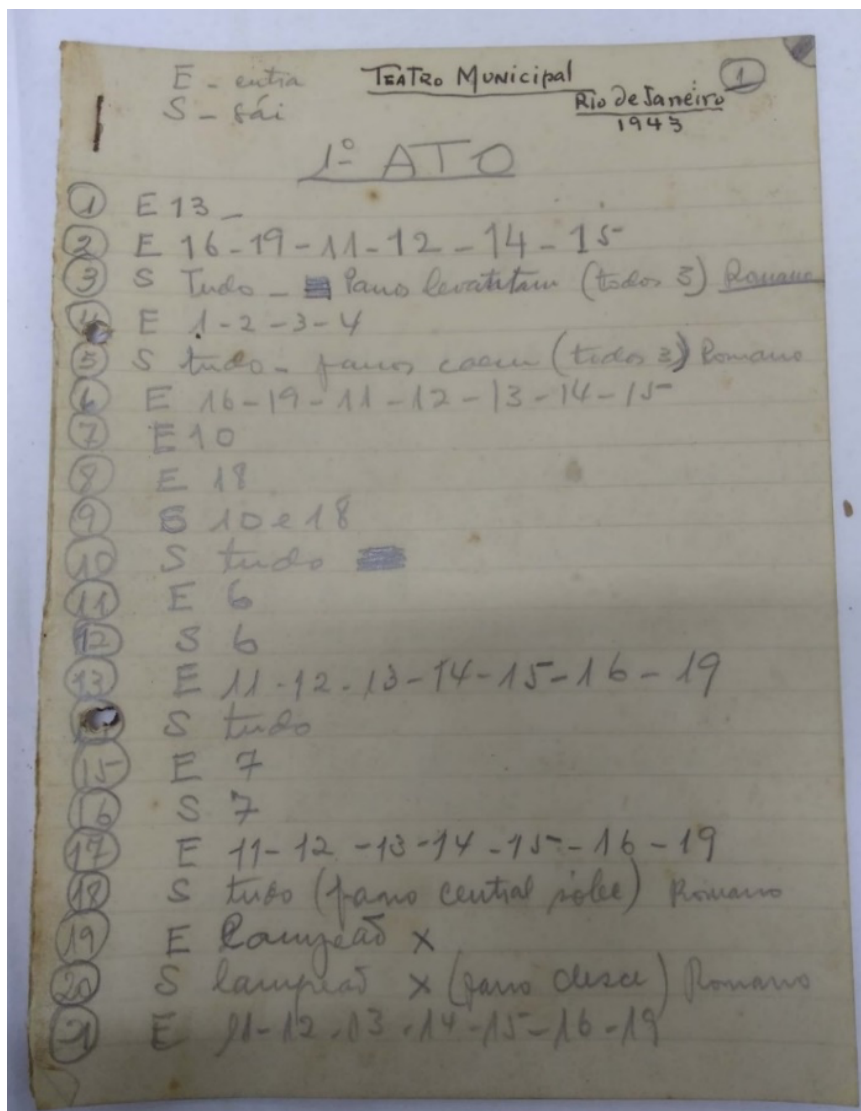 E - entra
S - sái
TEATRO MUNICIPAL
RIO DE JANEIRO
1943
1
1º ATO
1 E 13 -
2 E 16-19-11-12-14-15
3 S Tudo - Pano (todos 3) Romano
4 E 1-2-3-4
5 S tudo - panos caem (todos 3) Romano
6 E 16-19-11-12-13-14-15
7 E 10
8 E 18
9 S 10 e 18
10 S tudo
11 E 6
12 S 6
13 E 11-12-13-14-15-16-19
S tudo
15 E 7
16 S 7
17 E 11-12-13-14-15-16-19
18 S tudo (pano central sobe) Romano
19 E Lampeão x
20 S lampeão x (pano desce) Romano
21 E 11-12-13-14-15-16-19